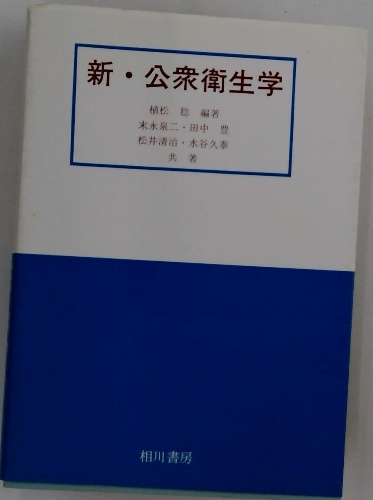 新・公衆衛生学
植松 稔 編著
末永泉二・田中 豊
松井清治・水谷久泰
共著
相川書房